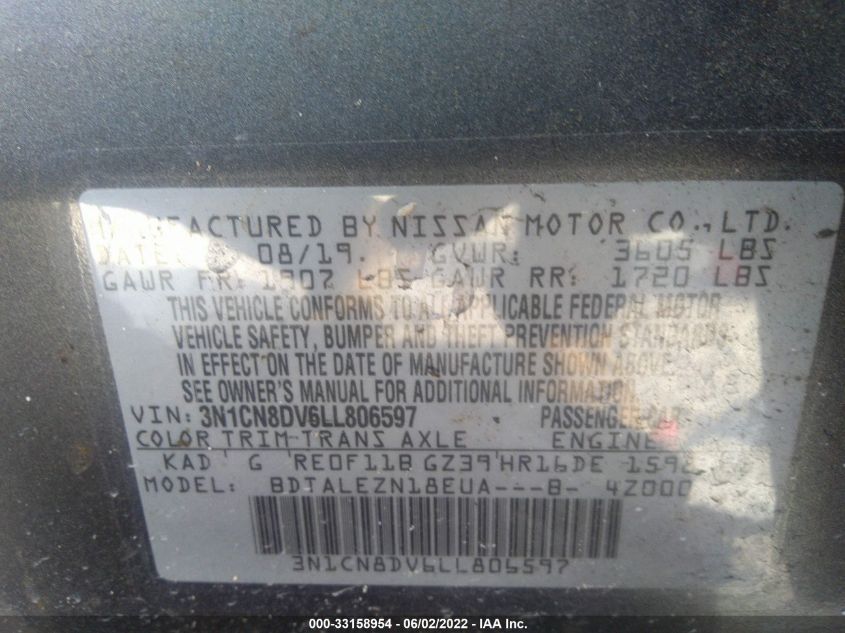 MANUFACTURED BY NISSAN MOTOR CO., LTD.
DATE: 08/19. GVWR: 3605 LBS
GAWR FR: 1907 LBS GAWR RR: 1720 LBS
THIS VEHICLE CONFORMS TO ALL APPLICABLE FEDERAL MOTOR
VEHICLE SAFETY, BUMPER AND THEFT PREVENTION STANDARDS
IN EFFECT ON THE DATE OF MANUFACTURE SHOWN ABOVE.
SEE OWNER'S MANUAL FOR ADDITIONAL INFORMATION.
VIN: 3N1CN8DV6LL806597 PASSENGER CAR
COLOR TRIM TRANS AXLE ENGINE
KAD G RE0F11B GZ39 HR16DE
MODEL: BDTALEZN18EUA---B- 4Z000
3N1CN8DV6LL806597
000-33158954 - 06/02/2022 - IAA Inc.